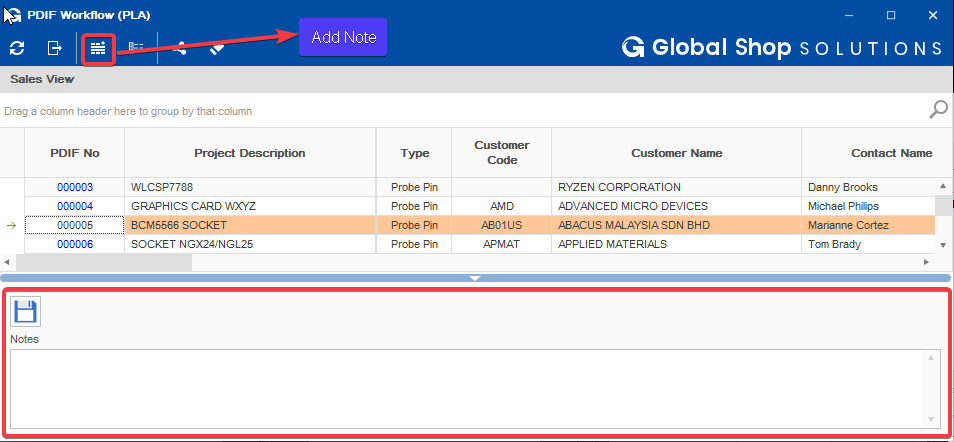 PDIF Workflow (PLA)
Add Note
Global Shop SOLUTIONS
Sales View
Drag a column header here to group by that column
PDIF No Project Description Type Customer Code Customer Name Contact Name
000003 WLCSP7788 Probe Pin RYZEN CORPORATION Danny Brooks
000004 GRAPHICS CARD WXYZ Probe Pin AMD ADVANCED MICRO DEVICES Michael Philips
000005 BCM5566 SOCKET Probe Pin AB01US ABACUS MALAYSIA SDN BHD Marianne Cortez
000006 SOCKET NGX24/NGL25 Probe Pin APMAT APPLIED MATERIALS Tom Brady
Notes